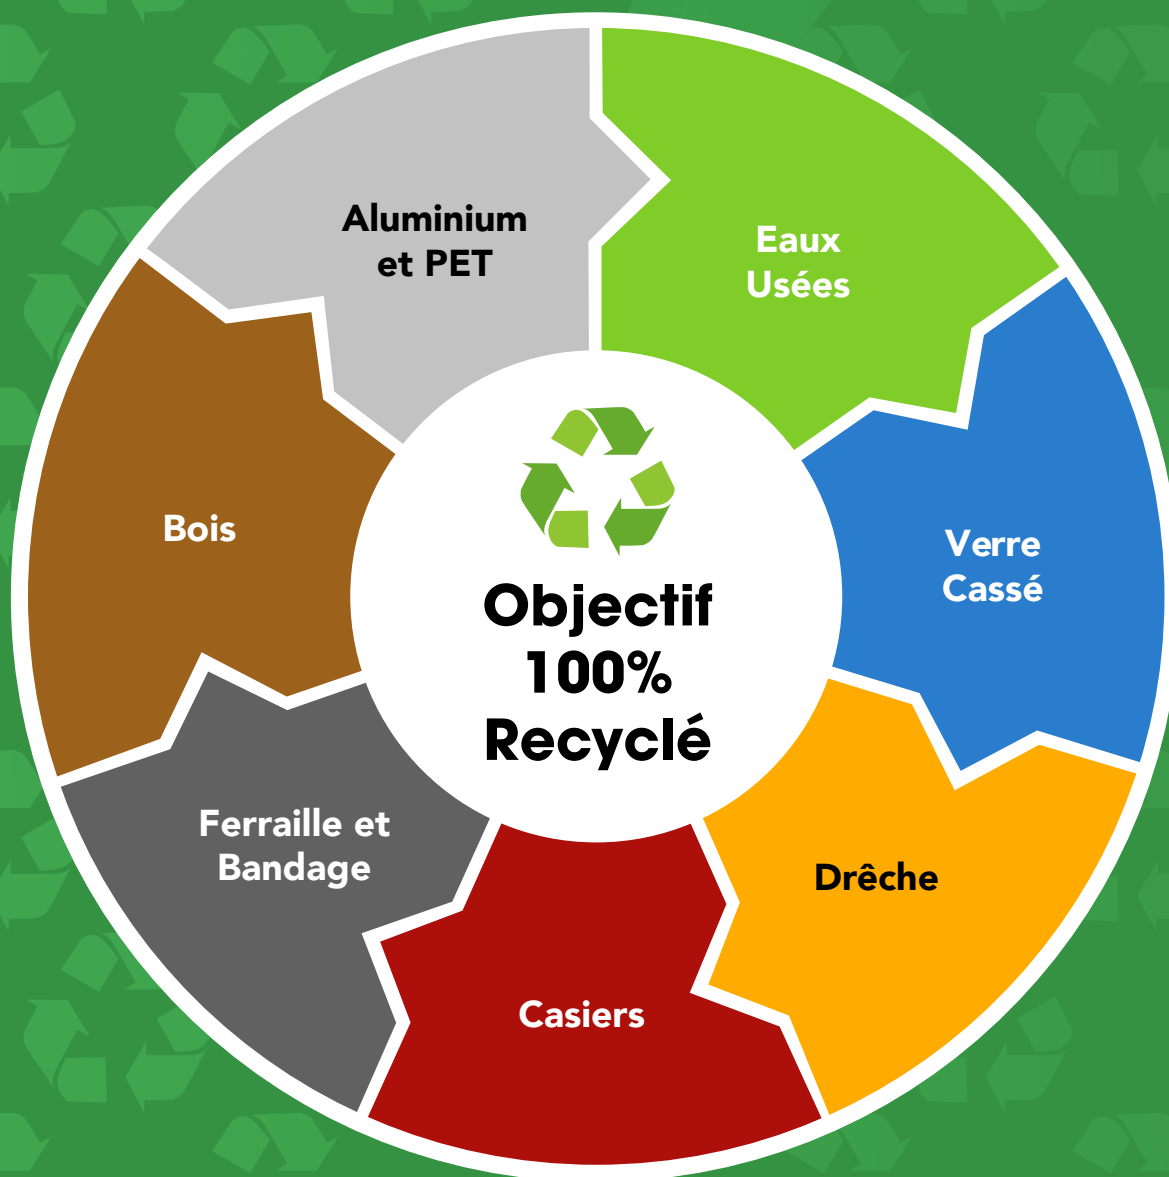 Aluminium
et PET
Eaux
Usées
Verre
Cassé
Drêche
Casiers
Ferraille et
Bandage
Bois
Objectif
100%
Recyclé